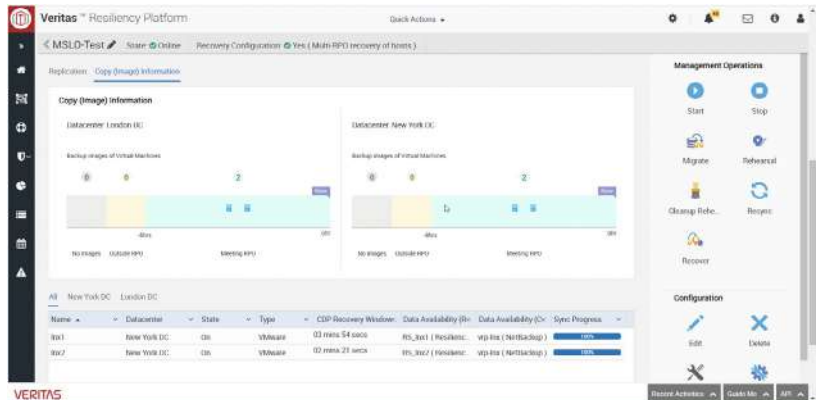 Veritas ™ Resiliency Platform
Quick Actions
MSLO-Test State Online Recovery Configuration Yes ( Multi-RPO recovery of hosts )
Replication Copy (Image) Information
Copy (Image) Information
Datacenter London DC
Datacenter New York DC
Backup images of Virtual Machines
Backup images of Virtual Machines
0 0 2
0 0 2
No images Outside RPO Meeting RPO
No images Outside RPO Meeting RPO
All New York DC London DC
Name Datacenter State Type CDP Recovery Window Data Availability Data Availability Sync Progress
New York DC On VMware 03 mins 54 secs 100%
New York DC On VMware 02 mins 21 secs 100%
Management Operations
Start Stop
Migrate Rehearsal
Cleanup Rehe... Resync
Recover
Configuration
Edit Delete
VERITAS
Recent Activities Guide Me API